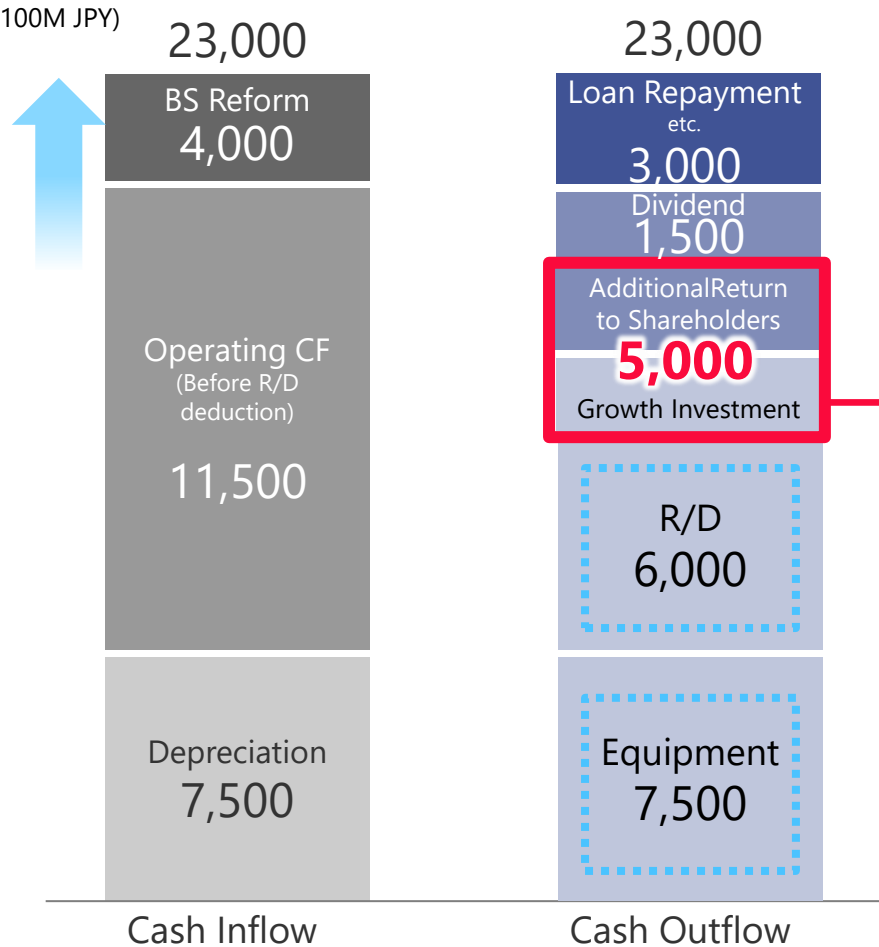 100M JPY)
23,000
BS Reform
4,000
Operating CF
(Before R/D
deduction)
11,500
Depreciation
7,500
Cash Inflow
23,000
Loan Repayment
etc.
3,000
Dividend
1,500
AdditionalReturn
to Shareholders
5,000
Growth Investment
R/D
6,000
Equipment
7,500
Cash Outflow